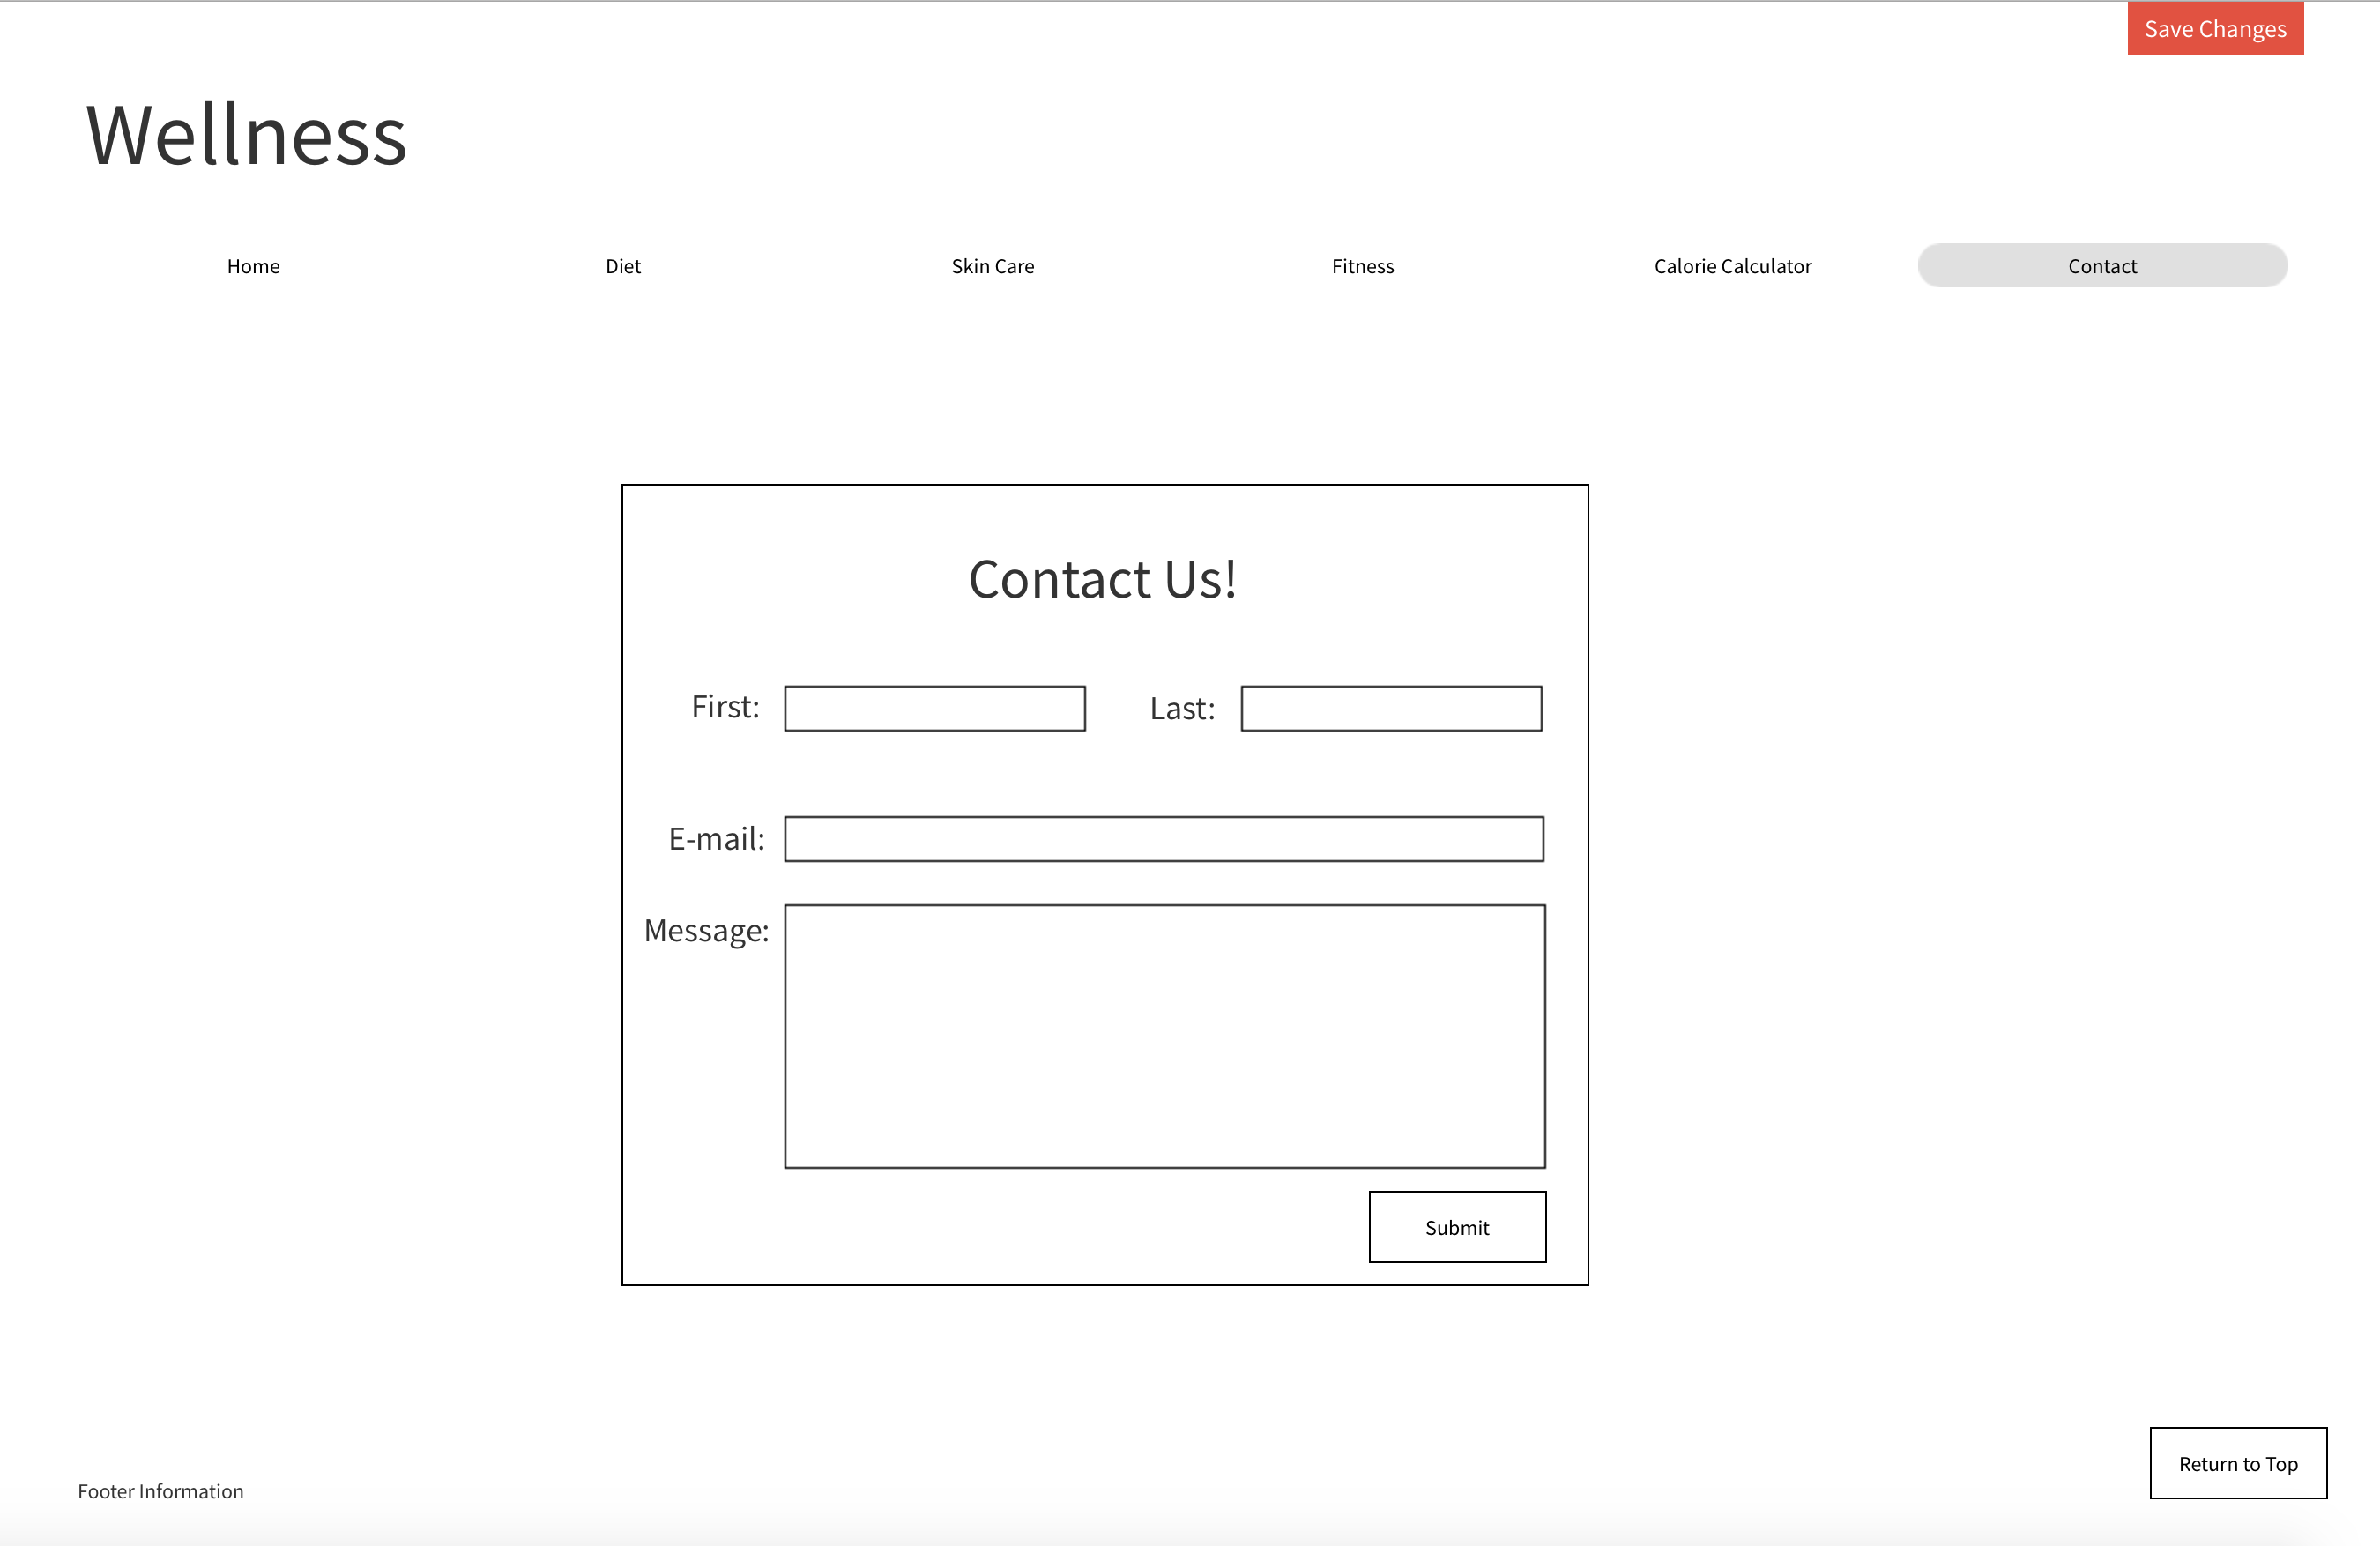 Save Changes
Wellness
Home Diet Skin Care Fitness Calorie Calculator Contact
Contact Us!
First: Last:
E-mail:
Message:
Submit
Return to Top
Footer Information